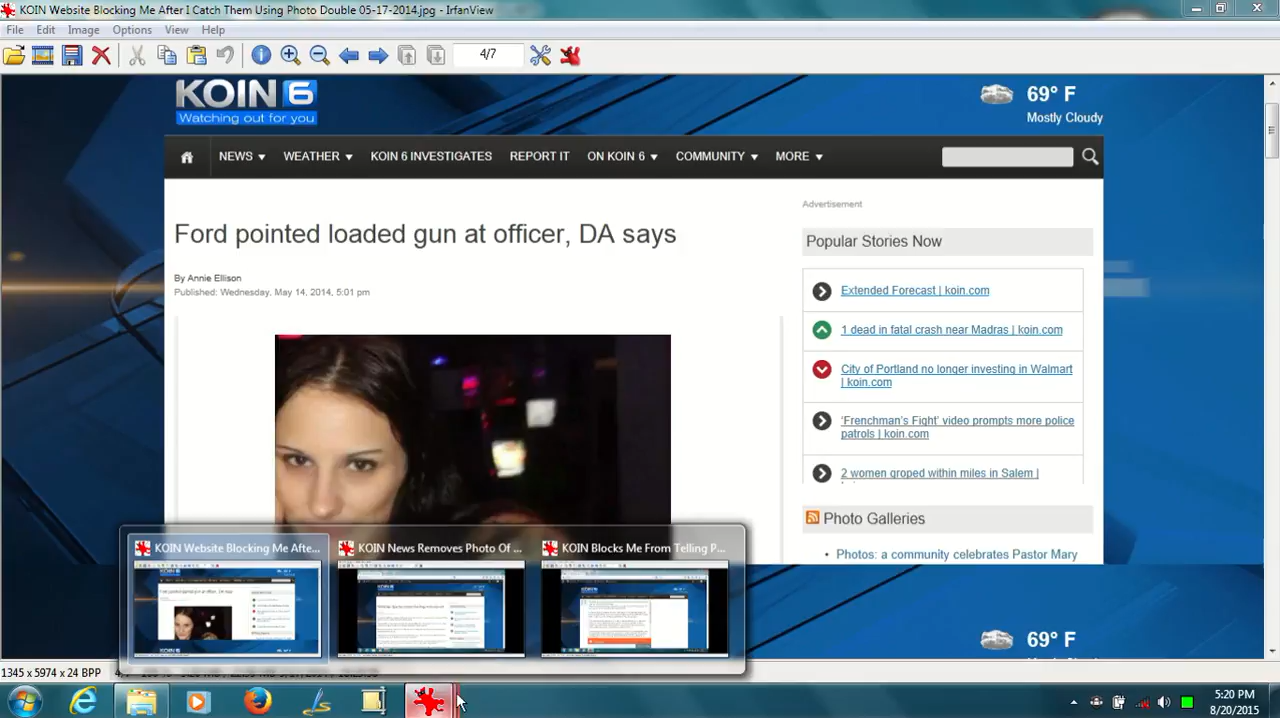 KOIN Website Blocking Me After I Catch Them Using Photo Double 05-17-2014.jpg - IrfanView
File Edit Image Options View Help
4/7
KOIN 6
Watching out for you
69° F
Mostly Cloudy
NEWS WEATHER KOIN 6 INVESTIGATES REPORT IT ON KOIN 6 COMMUNITY MORE
Advertisement
Ford pointed loaded gun at officer, DA says
By Annie Ellison
Published: Wednesday, May 14, 2014, 5:01 pm
Popular Stories Now
Extended Forecast | koin.com
1 dead in fatal crash near Madras | koin.com
City of Portland no longer investing in Walmart
| koin.com
'Frenchman's Fight' video prompts more police
patrols | koin.com
2 women groped within miles in Salem |
Photo Galleries
Photos: a community celebrates Pastor Mary
KOIN Website Blocking Me Afte...
KOIN News Removes Photo Of ...
KOIN Blocks Me From Telling P...
69° F
1345 x 5974 x 24 BPP
5:20 PM
8/20/2015